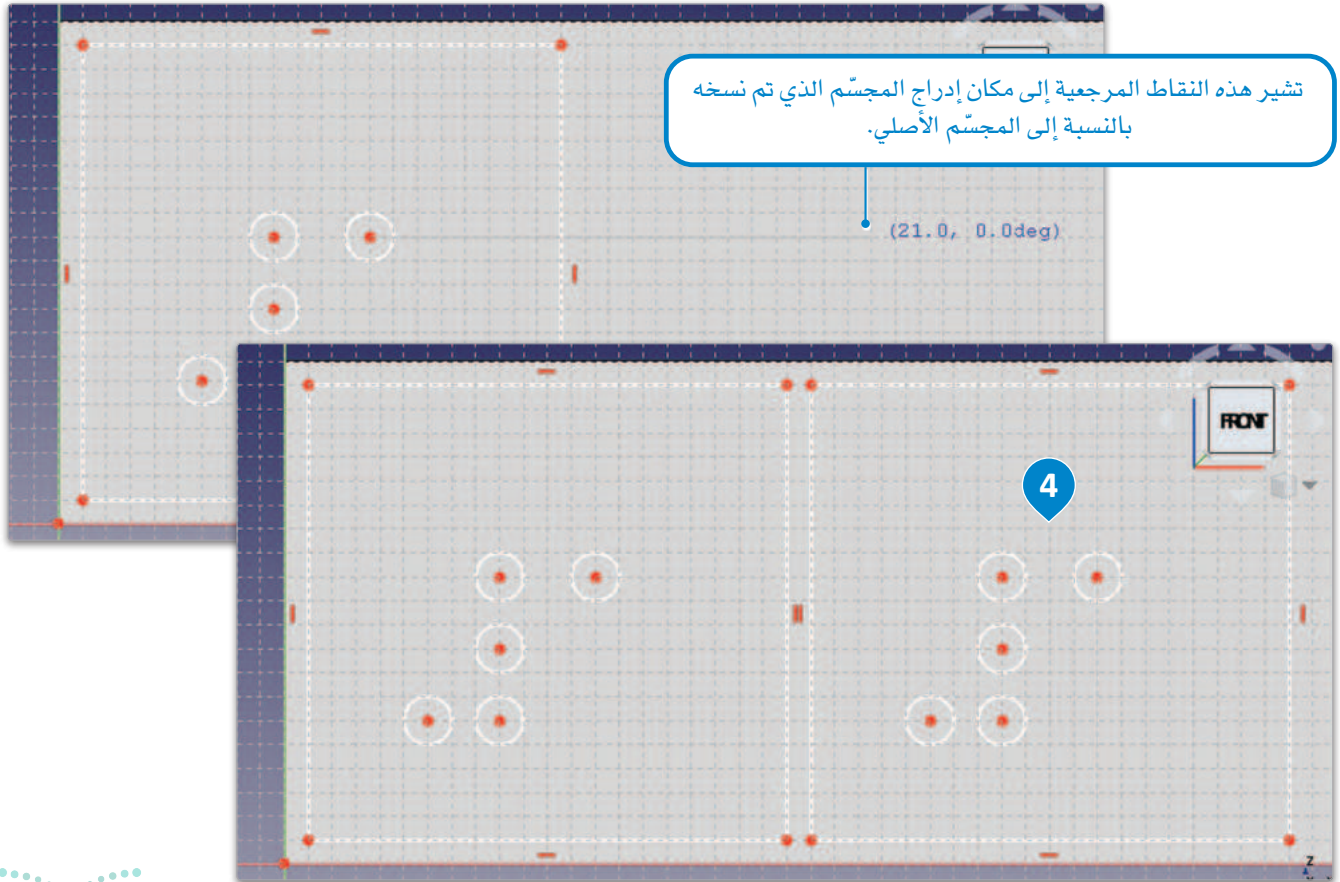 تشير هذه النقاط المرجعية إلى مكان إدراج المجسّم الذي تم نسخه
بالنسبة إلى المجسّم الأصلي.
(21.0, 0.0deg)
FRONT
4
Z